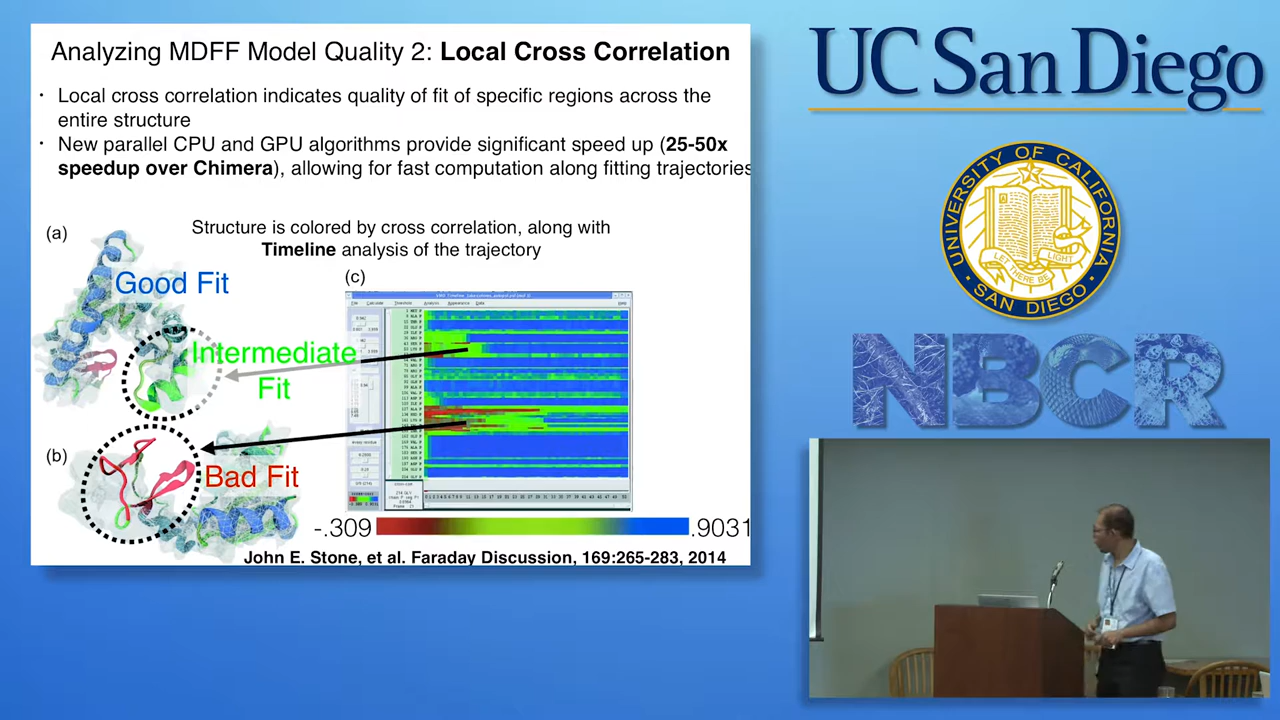 Analyzing MDFF Model Quality 2: Local Cross Correlation
· Local cross correlation indicates quality of fit of specific regions across the
entire structure
· New parallel CPU and GPU algorithms provide significant speed up (25-50x
speedup over Chimera), allowing for fast computation along fitting trajectories
Structure is colored by cross correlation, along with
Timeline analysis of the trajectory
(a)
(c)
Good Fit
Intermediate
Fit
(b)
Bad Fit
-.309
.9031
John E. Stone, et al. Faraday Discussion, 169:265-283, 2014
UC San Diego
UNIVERSITY OF CALIFORNIA
LET THERE BE LIGHT
SAN DIEGO
NBCR